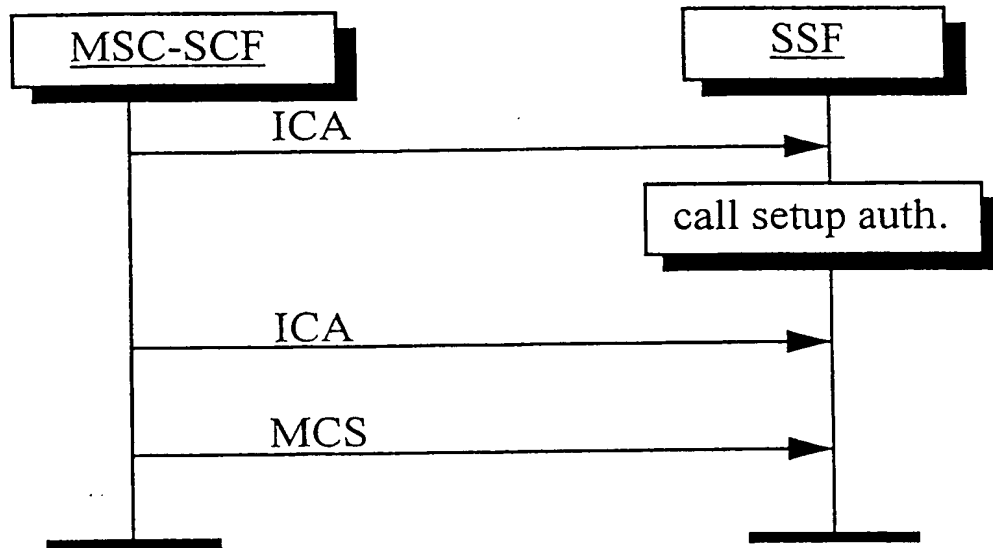 MSC-SCF
SSF
ICA
call setup auth.
ICA
MCS